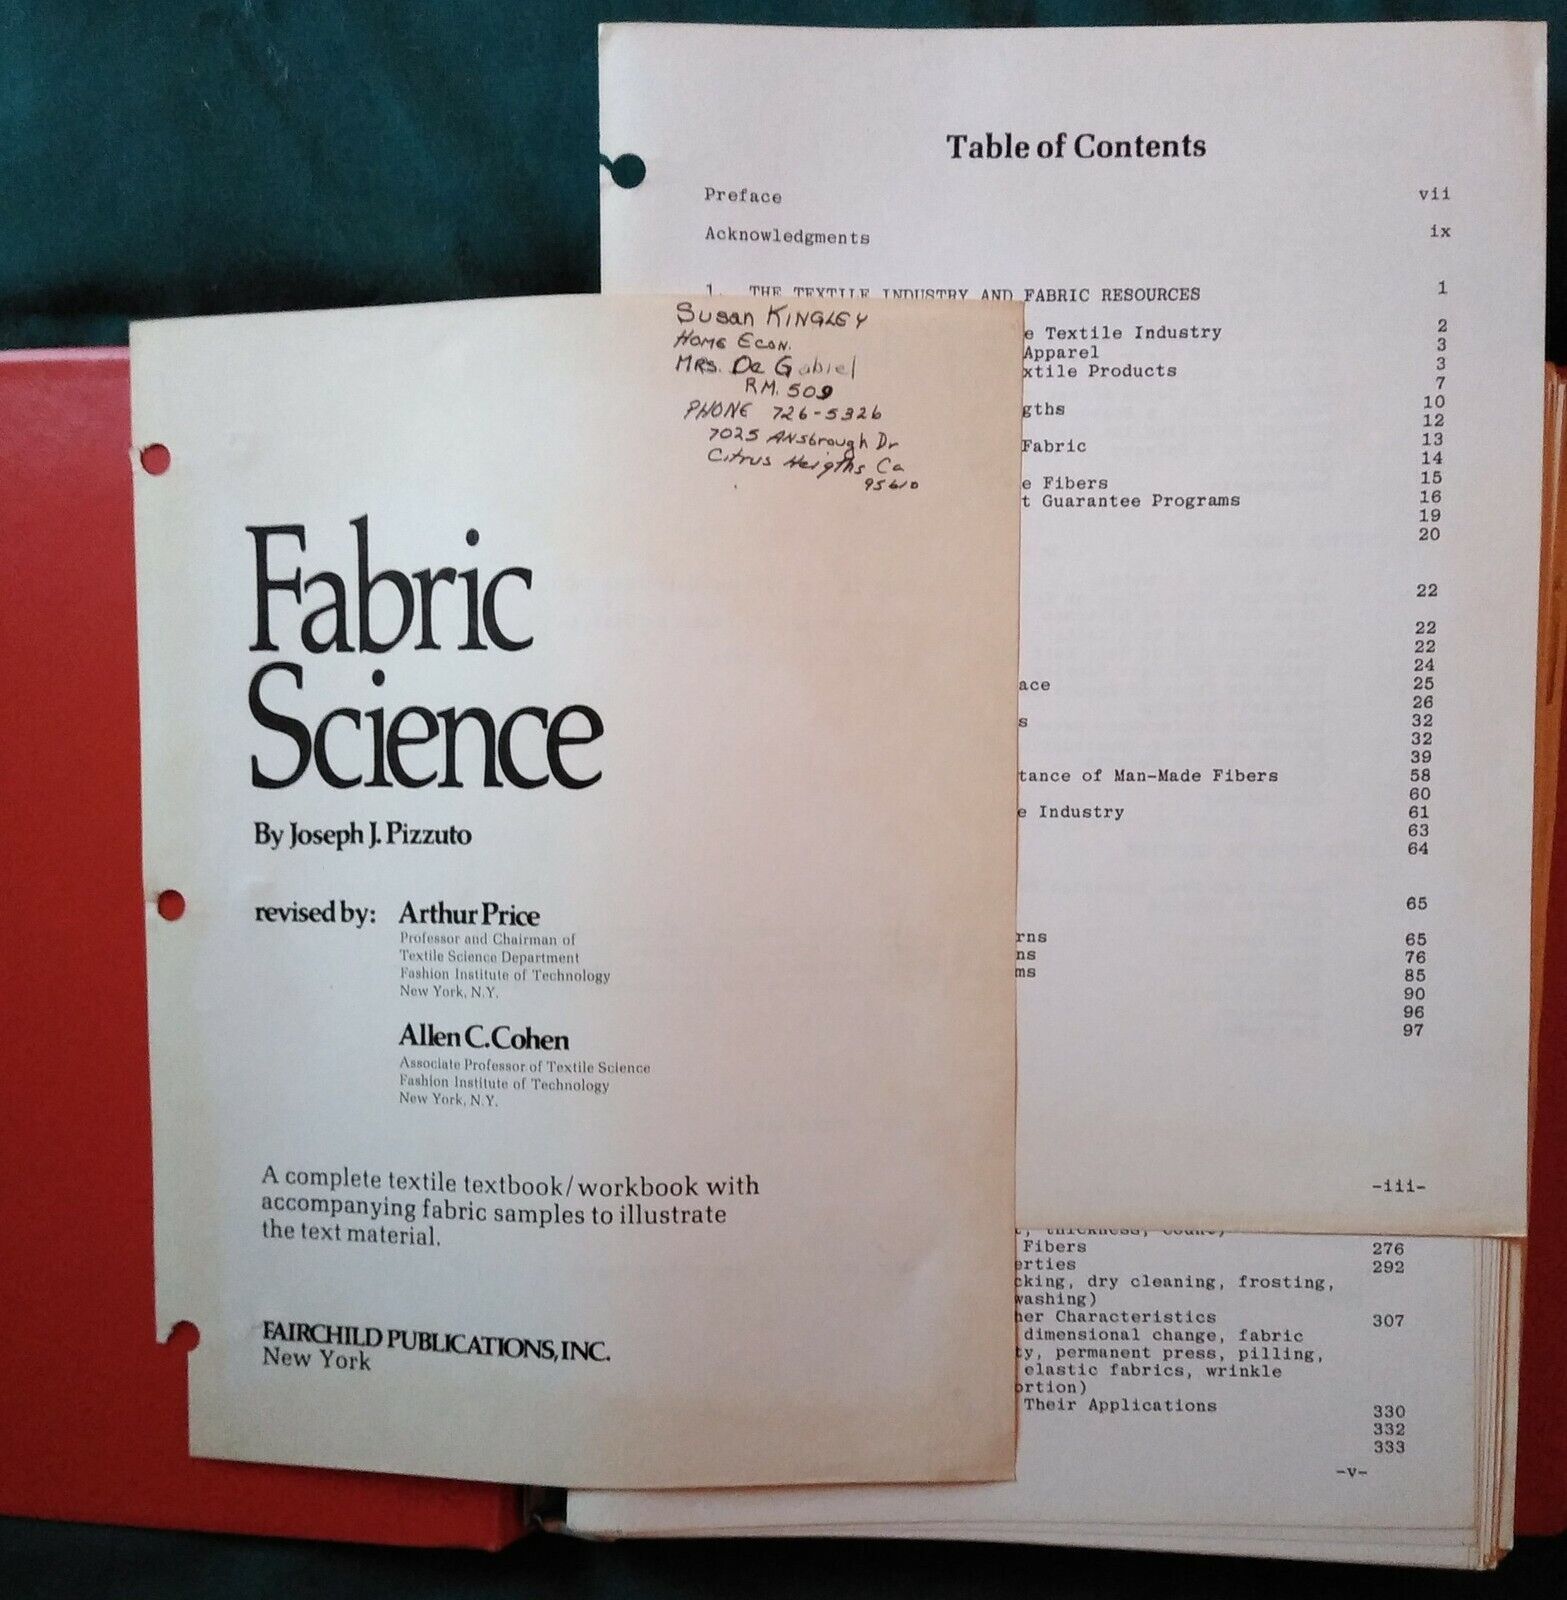 Susan KINGLEY
HOME ECON.
MRS. De Gabiel
RM. 509
PHONE 726-5326
7025 Ansbrough Dr
Citrus Heigths Ca
95610
Fabric
Science
By Joseph J. Pizzuto
revised by: Arthur Price
Professor and Chairman of
Textile Science Department
Fashion Institute of Technology
New York, N.Y.
Allen C. Cohen
Associate Professor of Textile Science
Fashion Institute of Technology
New York, N.Y.
A complete textile textbook/workbook with
accompanying fabric samples to illustrate
the text material.
FAIRCHILD PUBLICATIONS, INC.
New York
Table of Contents
Preface vii
Acknowledgments ix
1. THE TEXTILE INDUSTRY AND FABRIC RESOURCES 1
e Textile Industry 2
Apparel 3
xtile Products 3
7
gths 10
12
Fabric 13
14
e Fibers 15
t Guarantee Programs 16
19
20
22
22
22
24
ace 25
26
s 32
32
39
tance of Man-Made Fibers 58
60
e Industry 61
63
64
65
rns 65
ns 76
ms 85
90
96
97
-iii-
, thickness, count)
Fibers 276
erties 292
cking, dry cleaning, frosting,
washing)
her Characteristics 307
dimensional change, fabric
ty, permanent press, pilling,
elastic fabrics, wrinkle
ortion)
Their Applications 330
332
333
-v-